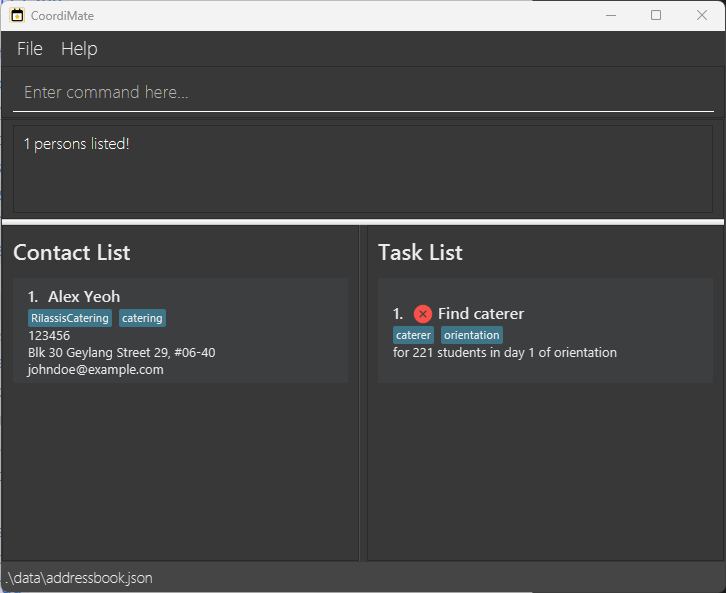 CoordiMate
File Help
Enter command here...
1 persons listed!
Contact List
1. Alex Yeoh
RilassisCatering catering
123456
Blk 30 Geylang Street 29, #06-40
johndoe@example.com
Task List
1. Find caterer
caterer orientation
for 221 students in day 1 of orientation
.\data\addressbook.json